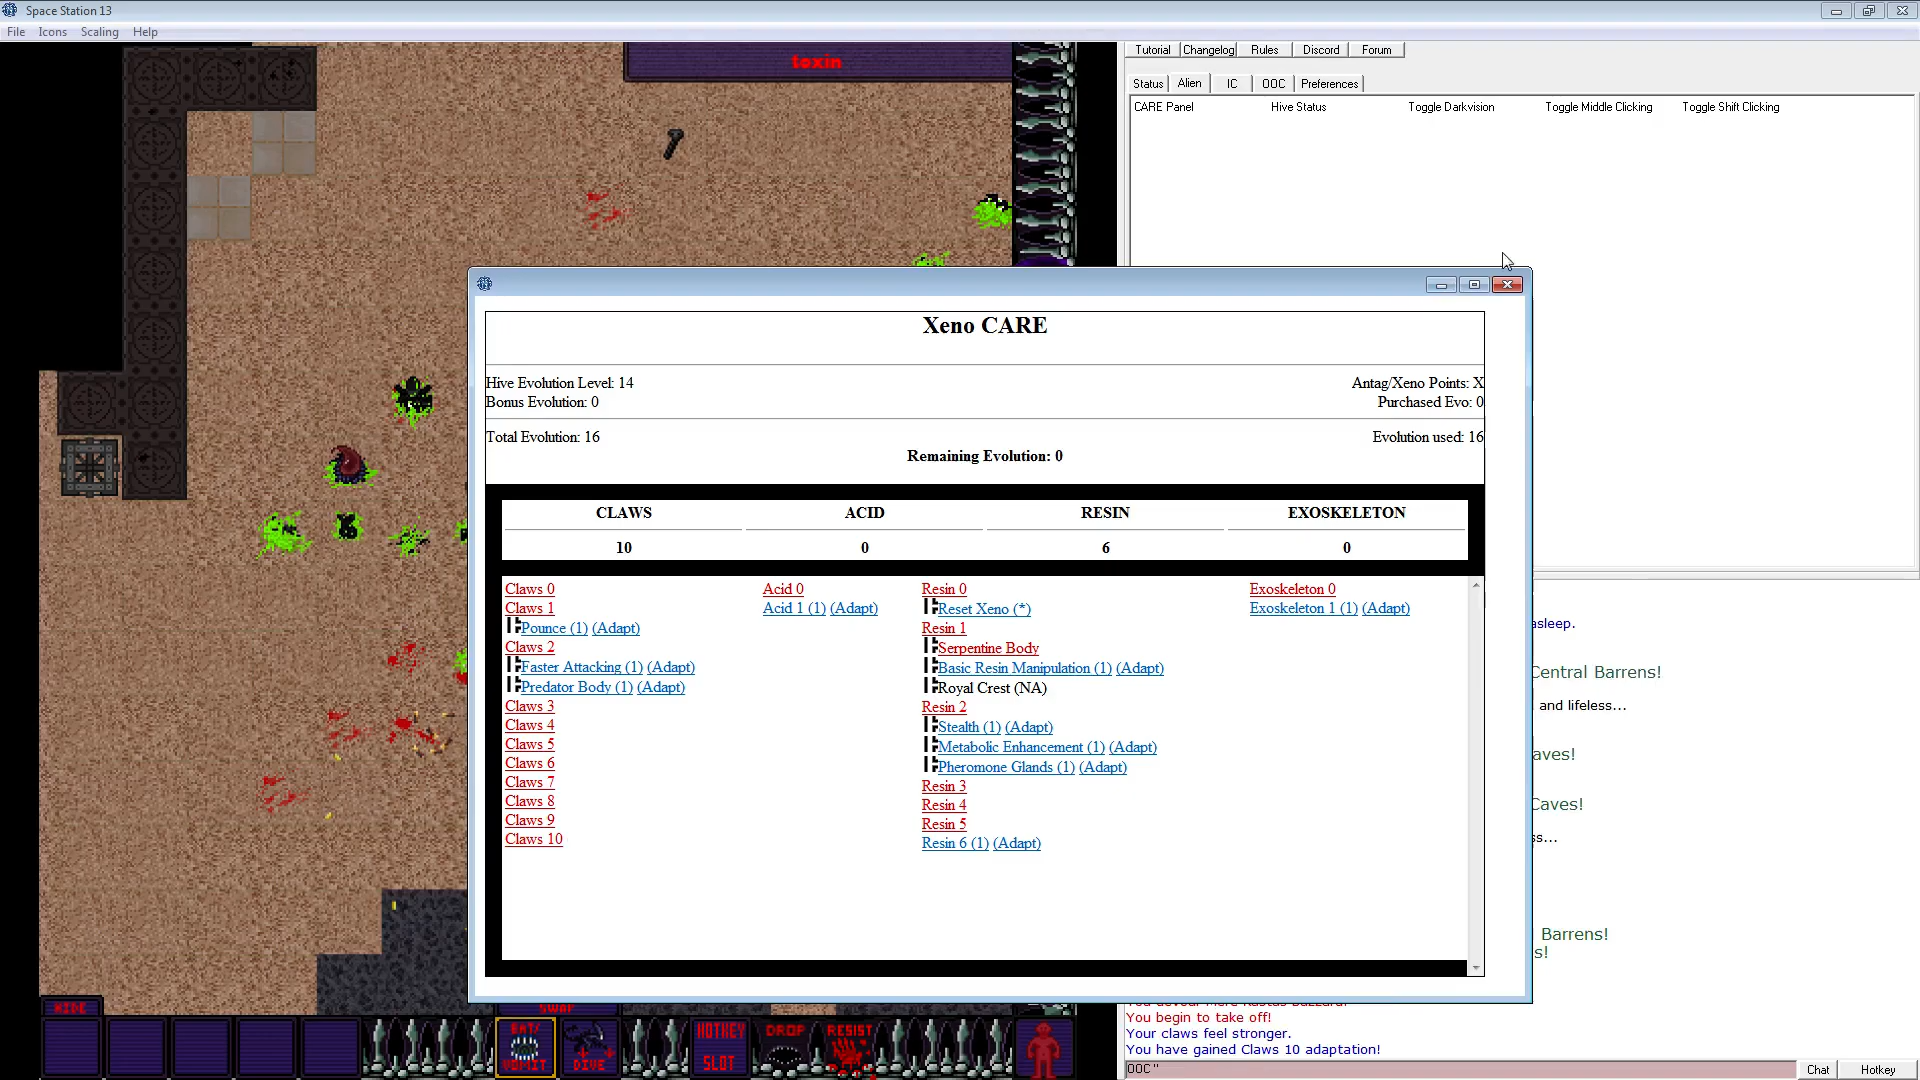 Space Station 13
File Icons Scaling Help
toxin
Tutorial Changelog Rules Discord Forum
Status Alien IC OOC Preferences
CARE Panel Hive Status Toggle Darkvision Toggle Middle Clicking Toggle Shift Clicking
Xeno CARE
Hive Evolution Level: 14 Antag/Xeno Points: X
Bonus Evolution: 0 Purchased Evo: 0
Total Evolution: 16 Evolution used: 16
Remaining Evolution: 0
CLAWS ACID RESIN EXOSKELETON
10 0 6 0
Claws 0 Acid 0 Resin 0 Exoskeleton 0
Claws 1 Acid 1 (1) (Adapt) Reset Xeno (*) Exoskeleton 1 (1) (Adapt)
Pounce (1) (Adapt) Resin 1
Claws 2 Serpentine Body
Faster Attacking (1) (Adapt) Basic Resin Manipulation (1) (Adapt)
Predator Body (1) (Adapt) Royal Crest (NA)
Claws 3 Resin 2
Claws 4 Stealth (1) (Adapt)
Claws 5 Metabolic Enhancement (1) (Adapt)
Claws 6 Pheromone Glands (1) (Adapt)
Claws 7 Resin 3
Claws 8 Resin 4
Claws 9 Resin 5
Claws 10 Resin 6 (1) (Adapt)
asleep.
Central Barrens!
and lifeless...
aves!
Caves!
ss...
Barrens!
s!
You begin to take off!
Your claws feel stronger.
You have gained Claws 10 adaptation!
OOC "
Chat Hotkey
HIDE SWAP
EAT/ VOMIT DIVE HOTKEY SLOT DROP RESIST